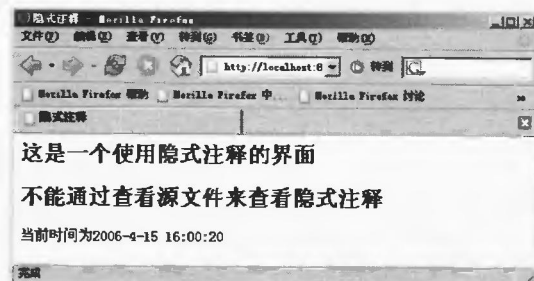 隐式注释 - Mozilla Firefox
文件(F) 编辑(E) 查看(V) 转到(G) 书签(B) 工具(T) 帮助(H)
http://localhost:8 转到
Mozilla Firefox 帮助 Mozilla Firefox 中... Mozilla Firefox 讨论 »
隐式注释
这是一个使用隐式注释的界面
不能通过查看源文件来查看隐式注释
当前时间为2006-4-15 16:00:20
完成